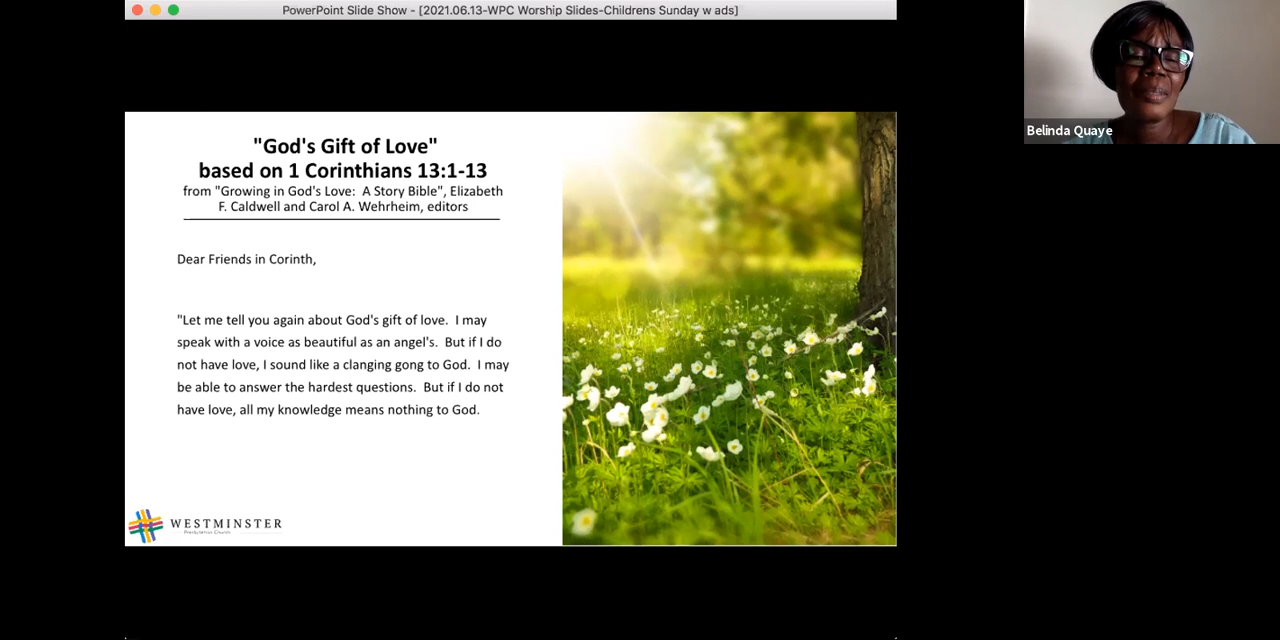 PowerPoint Slide Show - [2021.06.13-WPC Worship Slides-Childrens Sunday w ads]
"God's Gift of Love"
based on 1 Corinthians 13:1-13
from "Growing in God's Love:  A Story Bible", Elizabeth
F. Caldwell and Carol A. Wehrheim, editors
Dear Friends in Corinth,
"Let me tell you again about God's gift of love.  I may
speak with a voice as beautiful as an angel's.  But if I do
not have love, I sound like a clanging gong to God.  I may
be able to answer the hardest questions.  But if I do not
have love, all my knowledge means nothing to God.
WESTMINSTER
Presbyterian Church
Belinda Quaye